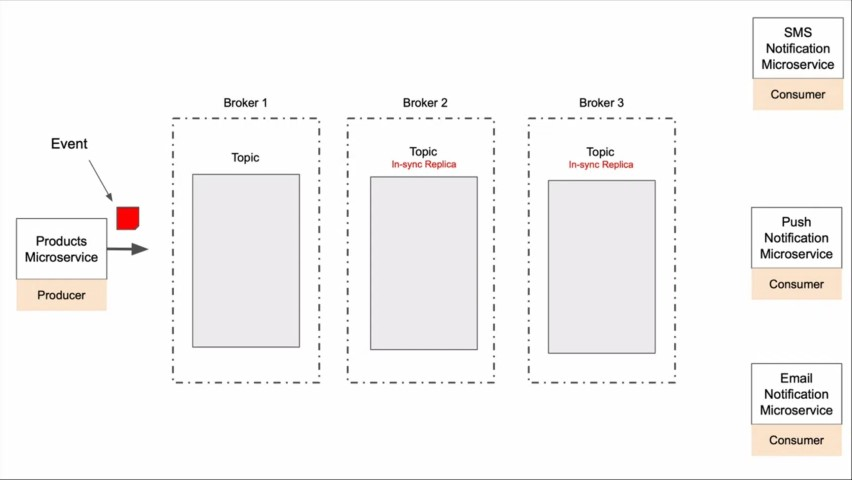 SMS
Notification
Microservice
Consumer
Broker 1
Broker 2
Broker 3
Event
Topic
Topic
In-sync Replica
Topic
In-sync Replica
Products
Microservice
Producer
Push
Notification
Microservice
Consumer
Email
Notification
Microservice
Consumer